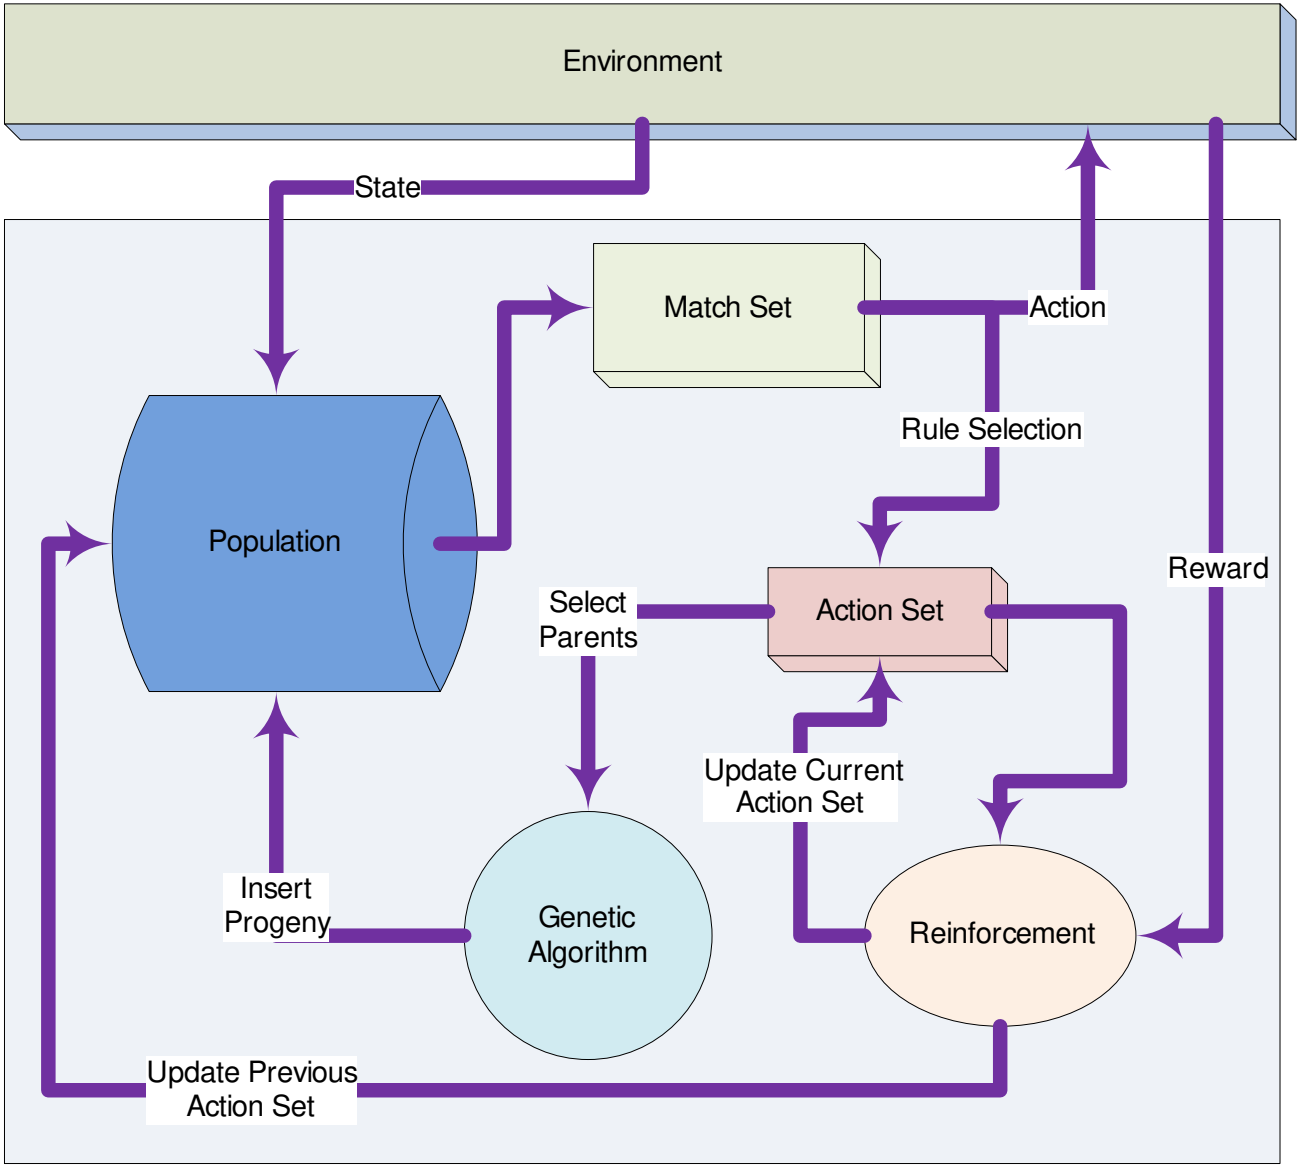 Environment
State
Match Set
Action
Rule Selection
Population
Reward
Select
Parents
Action Set
Update Current
Action Set
Insert
Progeny
Genetic
Algorithm
Reinforcement
Update Previous
Action Set